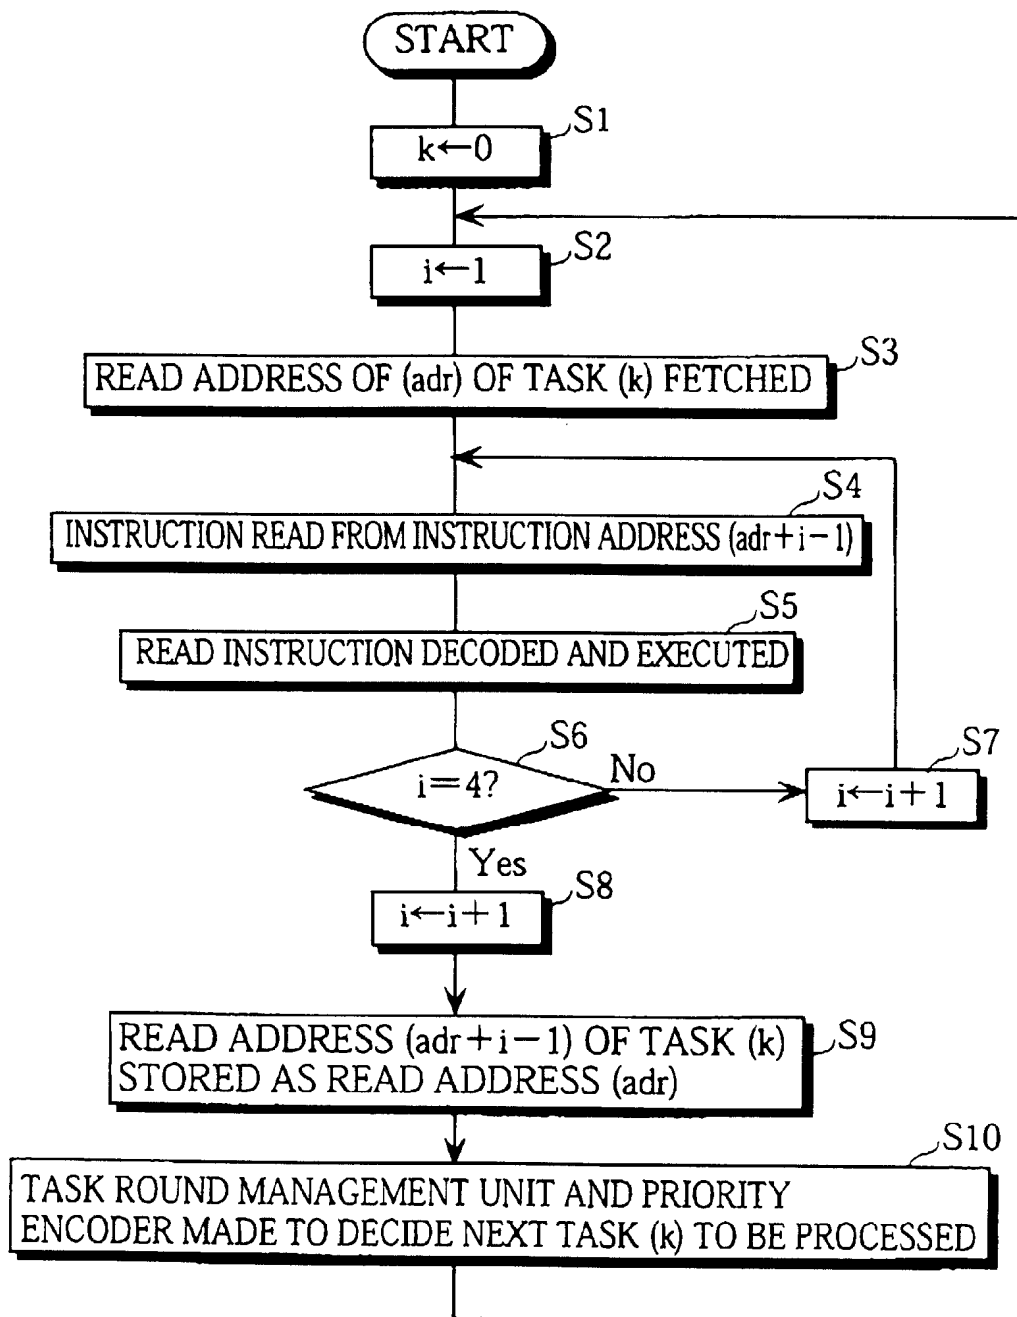 START
S1
k←0
S2
i←1
S3
READ ADDRESS OF (adr) OF TASK (k) FETCHED
S4
INSTRUCTION READ FROM INSTRUCTION ADDRESS (adr+i−1)
S5
READ INSTRUCTION DECODED AND EXECUTED
S6
i=4?
No
S7
i←i+1
Yes
S8
i←i+1
S9
READ ADDRESS (adr+i−1) OF TASK (k)
STORED AS READ ADDRESS (adr)
S10
TASK ROUND MANAGEMENT UNIT AND PRIORITY
ENCODER MADE TO DECIDE NEXT TASK (k) TO BE PROCESSED